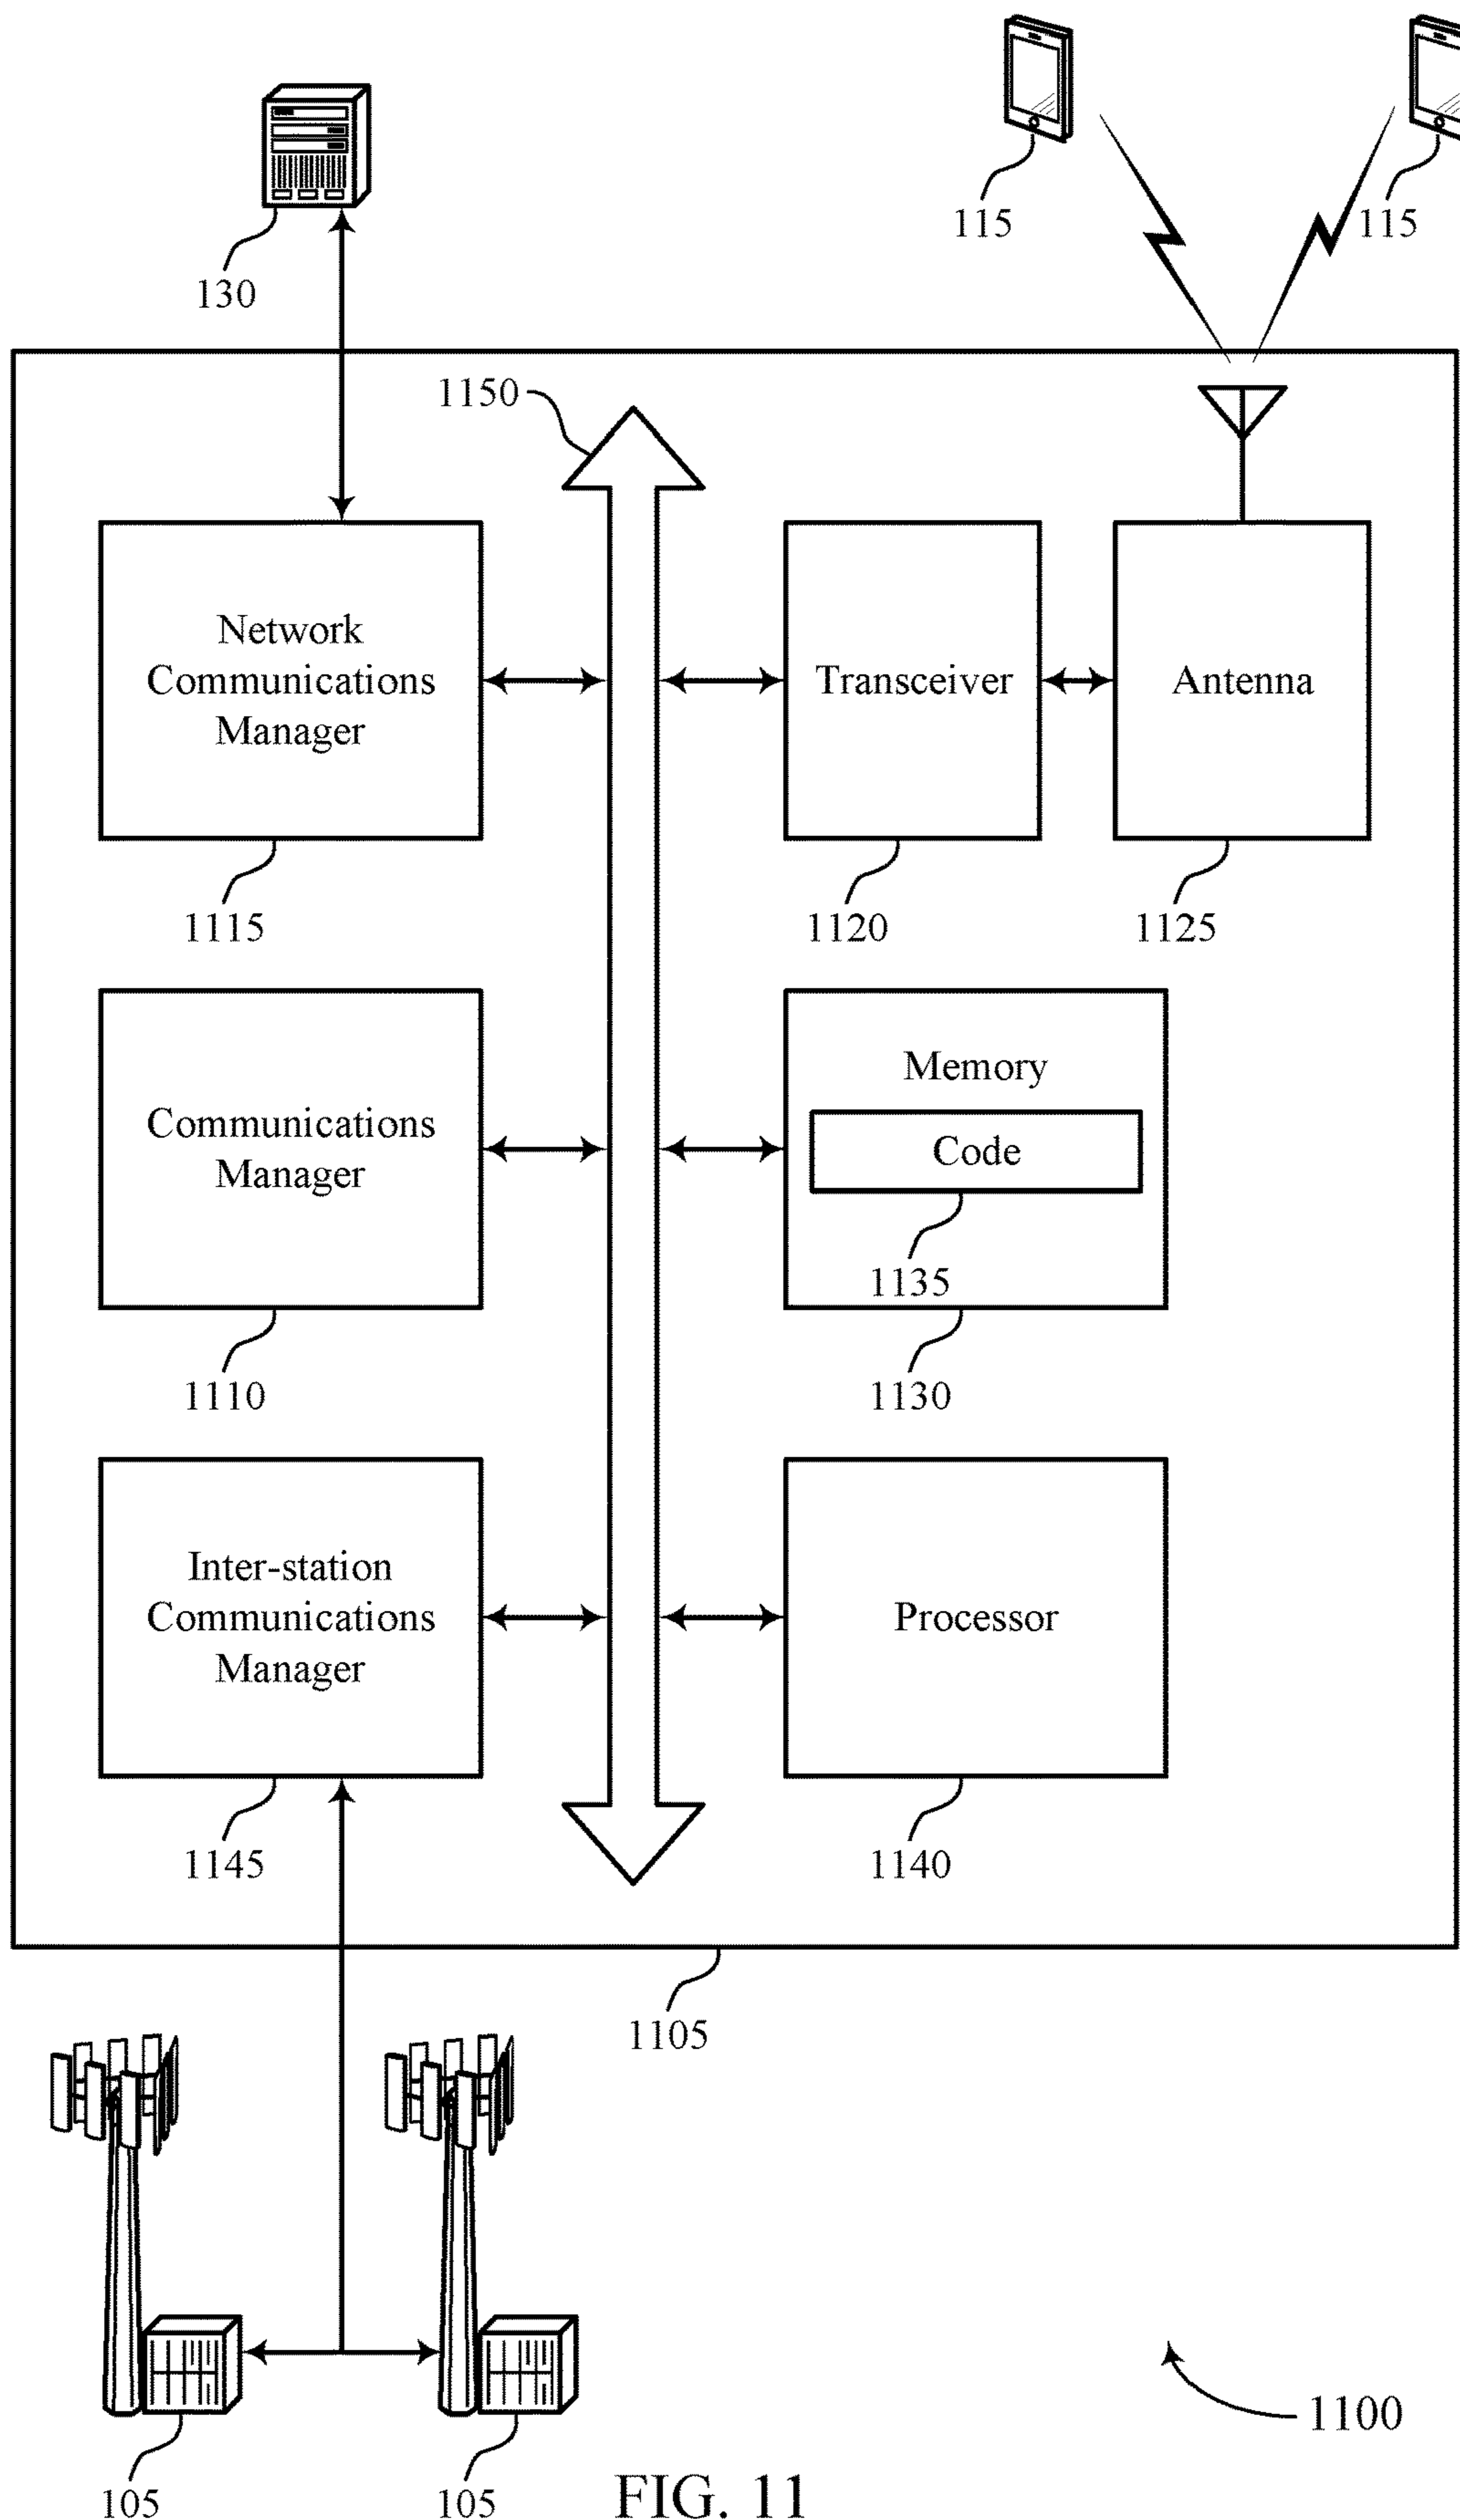 115
115
130
1150
Network
Communications
Manager
Transceiver
Antenna
1115
1120
1125
Communications
Manager
Memory
Code
1135
1110
1130
Inter-station
Communications
Manager
Processor
1145
1140
1105
1100
105
105
FIG. 11